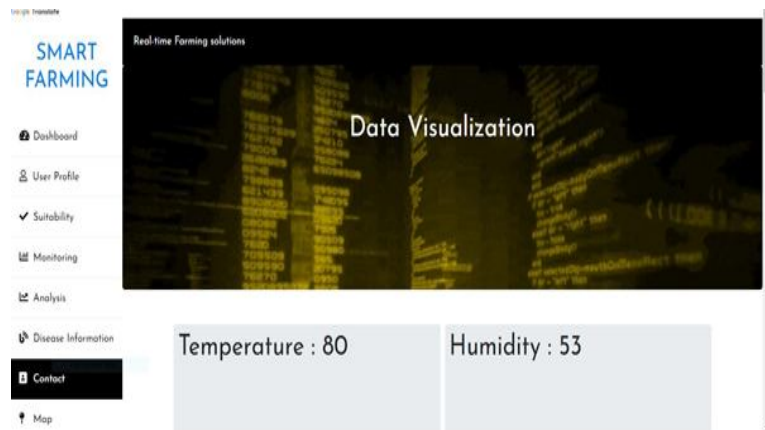 Google Translate
SMART
FARMING
Real-time Farming solutions
Data Visualization
Dashboard
User Profile
Suitability
Monitoring
Analysis
Disease Information
Contact
Map
Temperature : 80
Humidity : 53